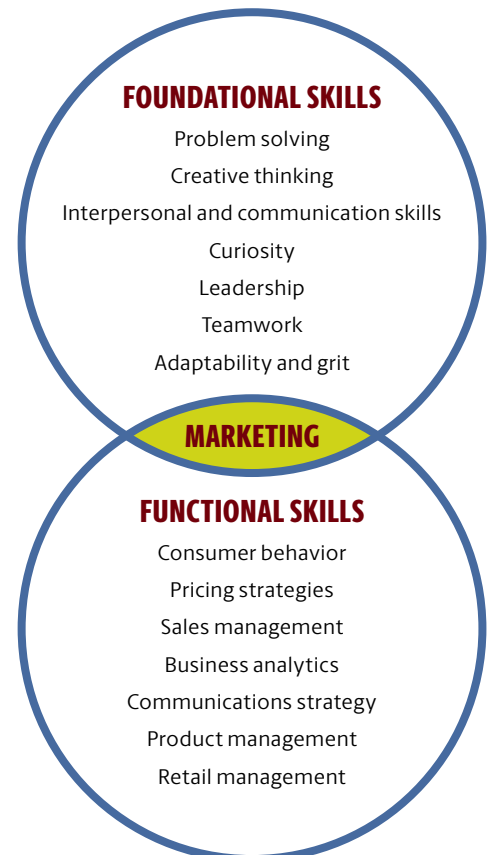 FOUNDATIONAL SKILLS
Problem solving
Creative thinking
Interpersonal and communication skills
Curiosity
Leadership
Teamwork
Adaptability and grit
MARKETING
FUNCTIONAL SKILLS
Consumer behavior
Pricing strategies
Sales management
Business analytics
Communications strategy
Product management
Retail management